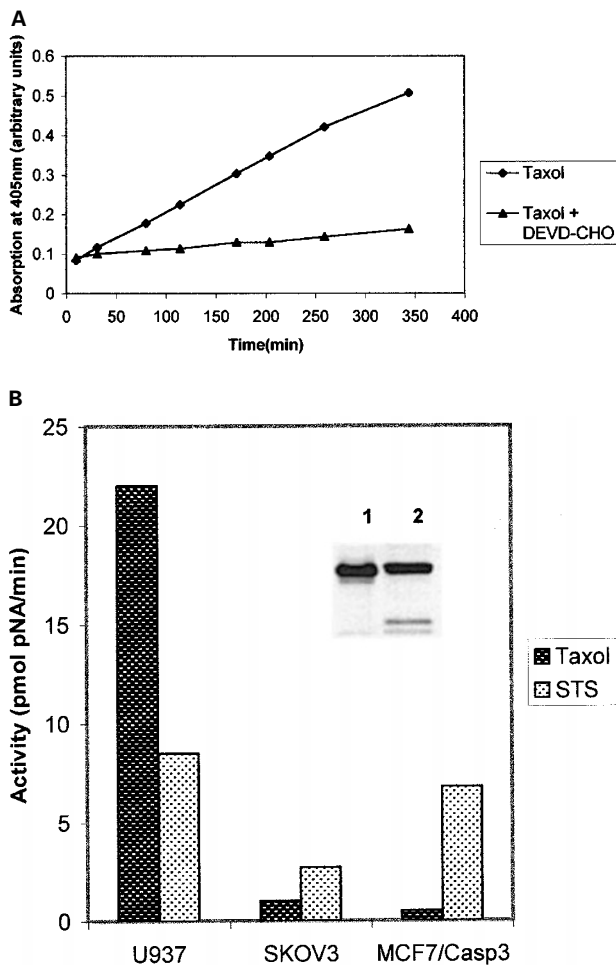 A
Absorption at 405nm (arbitrary units)
0.6
0.5
0.4
0.3
0.2
0.1
0
0 50 100 150 200 250 300 350 400
Time(min)
Taxol
Taxol +
DEVD-CHO
B
Activity (pmol pNA/min)
25
20
15
10
5
0
1 2
U937 SKOV3 MCF7/Casp3
Taxol
STS